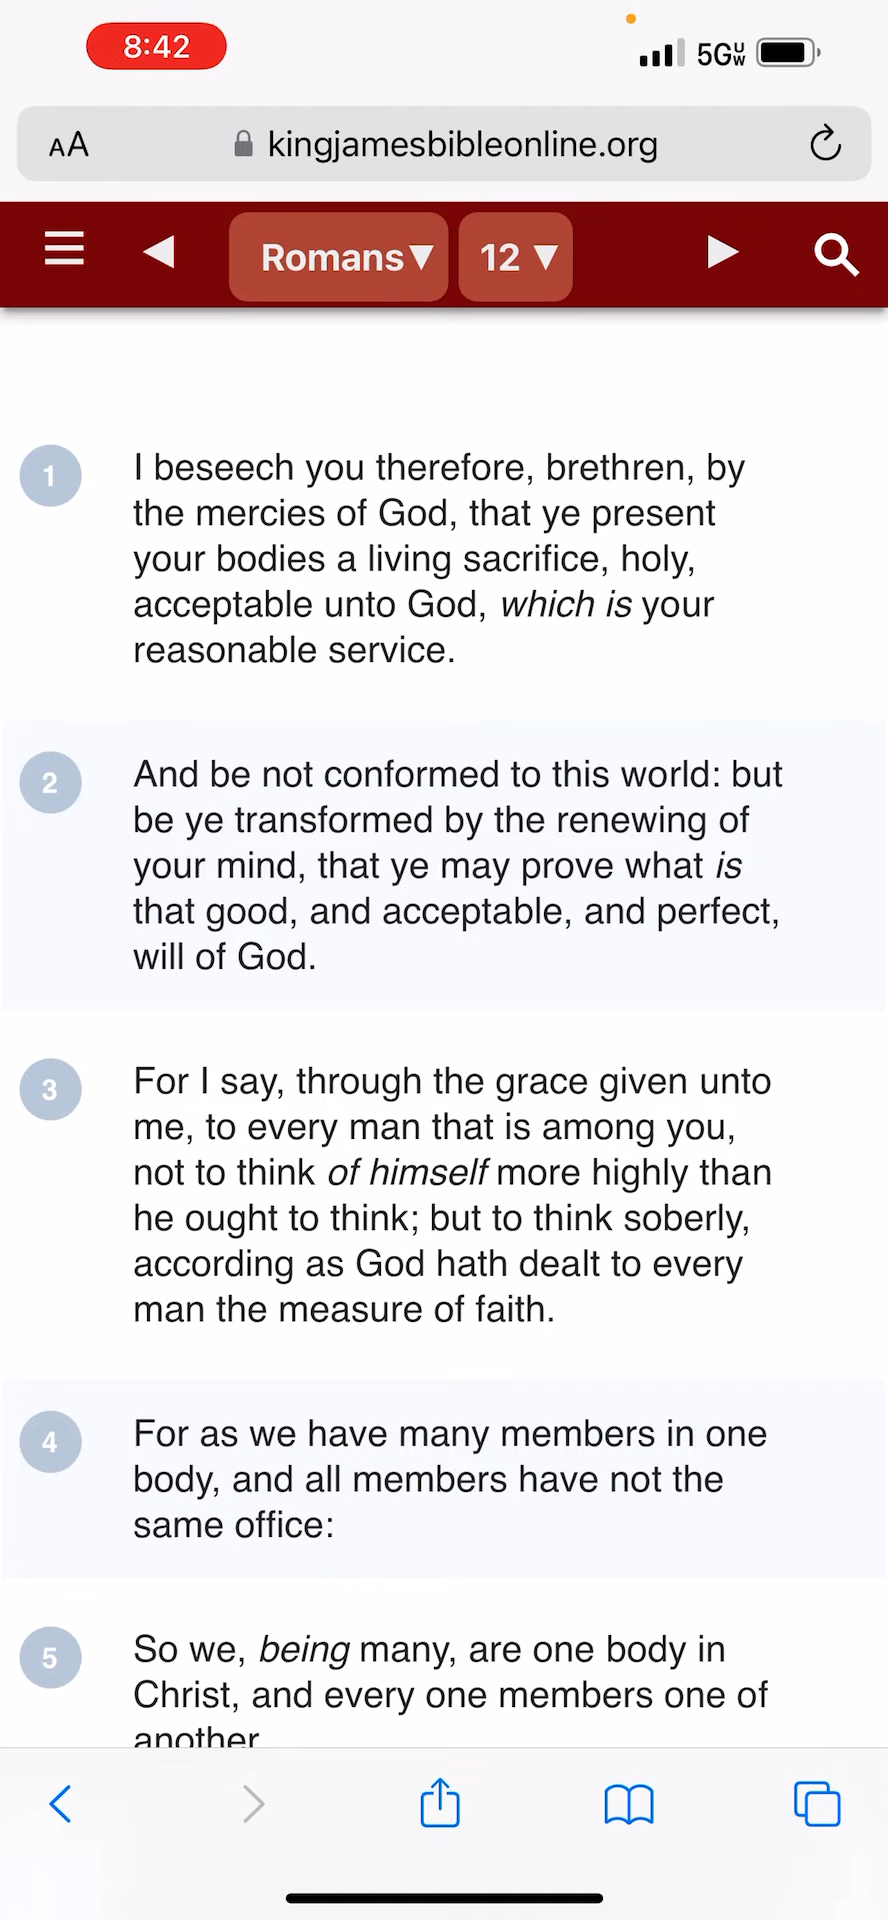 8:42
5GUW
AA
kingjamesbibleonline.org
Romans▼
12 ▼
1
I beseech you therefore, brethren, by
the mercies of God, that ye present
your bodies a living sacrifice, holy,
acceptable unto God, which is your
reasonable service.
2
And be not conformed to this world: but
be ye transformed by the renewing of
your mind, that ye may prove what is
that good, and acceptable, and perfect,
will of God.
3
For I say, through the grace given unto
me, to every man that is among you,
not to think of himself more highly than
he ought to think; but to think soberly,
according as God hath dealt to every
man the measure of faith.
4
For as we have many members in one
body, and all members have not the
same office:
5
So we, being many, are one body in
Christ, and every one members one of
another